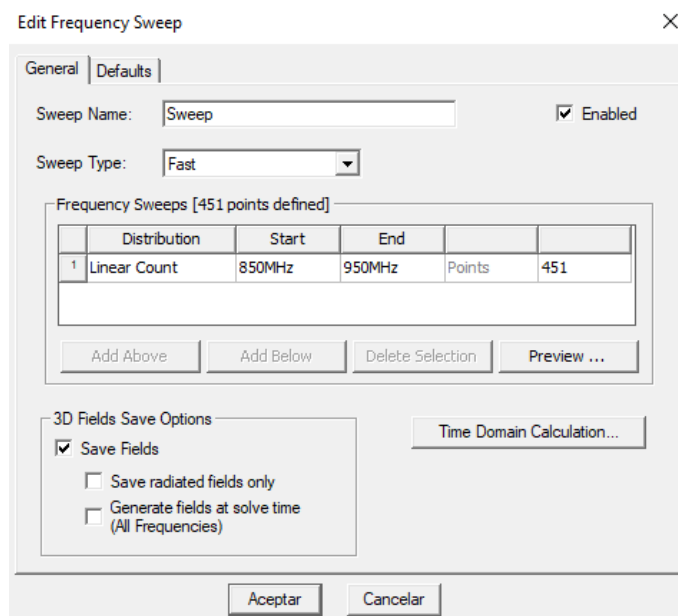 Edit Frequency Sweep
General Defaults
Sweep Name: Sweep Enabled
Sweep Type: Fast
Frequency Sweeps [451 points defined]
Distribution Start End
1 Linear Count 850MHz 950MHz Points 451
Add Above Add Below Delete Selection Preview ...
3D Fields Save Options
Save Fields
Time Domain Calculation...
Save radiated fields only
Generate fields at solve time
(All Frequencies)
Aceptar Cancelar